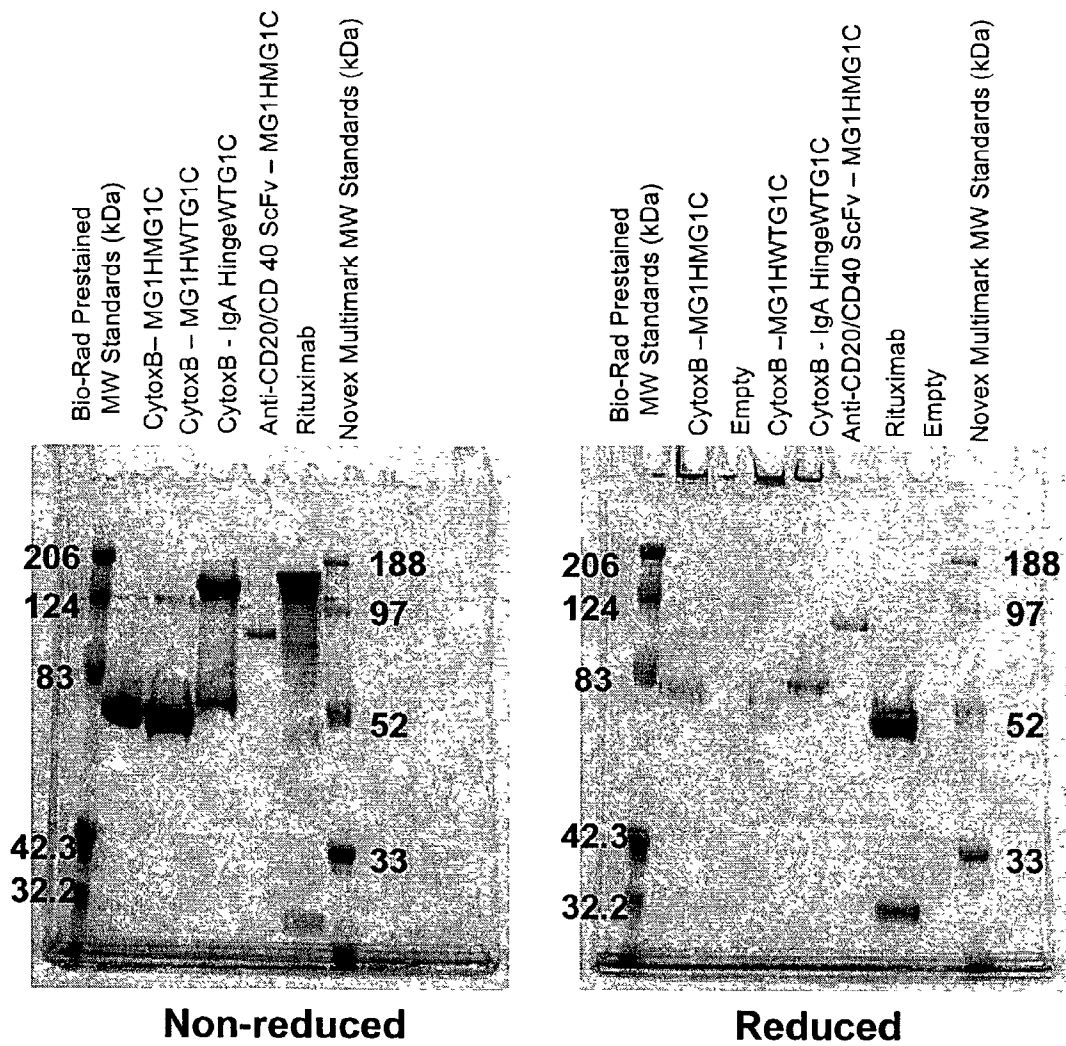 Bio-Rad Prestained
MW Standards (kDa)
CytoxB– MG1HMG1C
CytoxB – MG1HWTG1C
CytoxB - IgA HingeWTG1C
Anti-CD20/CD 40 ScFv – MG1HMG1C
Rituximab
Novex Multimark MW Standards (kDa)
206
124
83
42.3
32.2
188
97
52
33
Non-reduced
Bio-Rad Prestained
MW Standards (kDa)
CytoxB –MG1HMG1C
Empty
CytoxB –MG1HWTG1C
CytoxB - IgA HingeWTG1C
Anti-CD20/CD40 ScFv – MG1HMG1C
Rituximab
Empty
Novex Multimark MW Standards (kDa)
206
124
83
42.3
32.2
188
97
52
33
Reduced